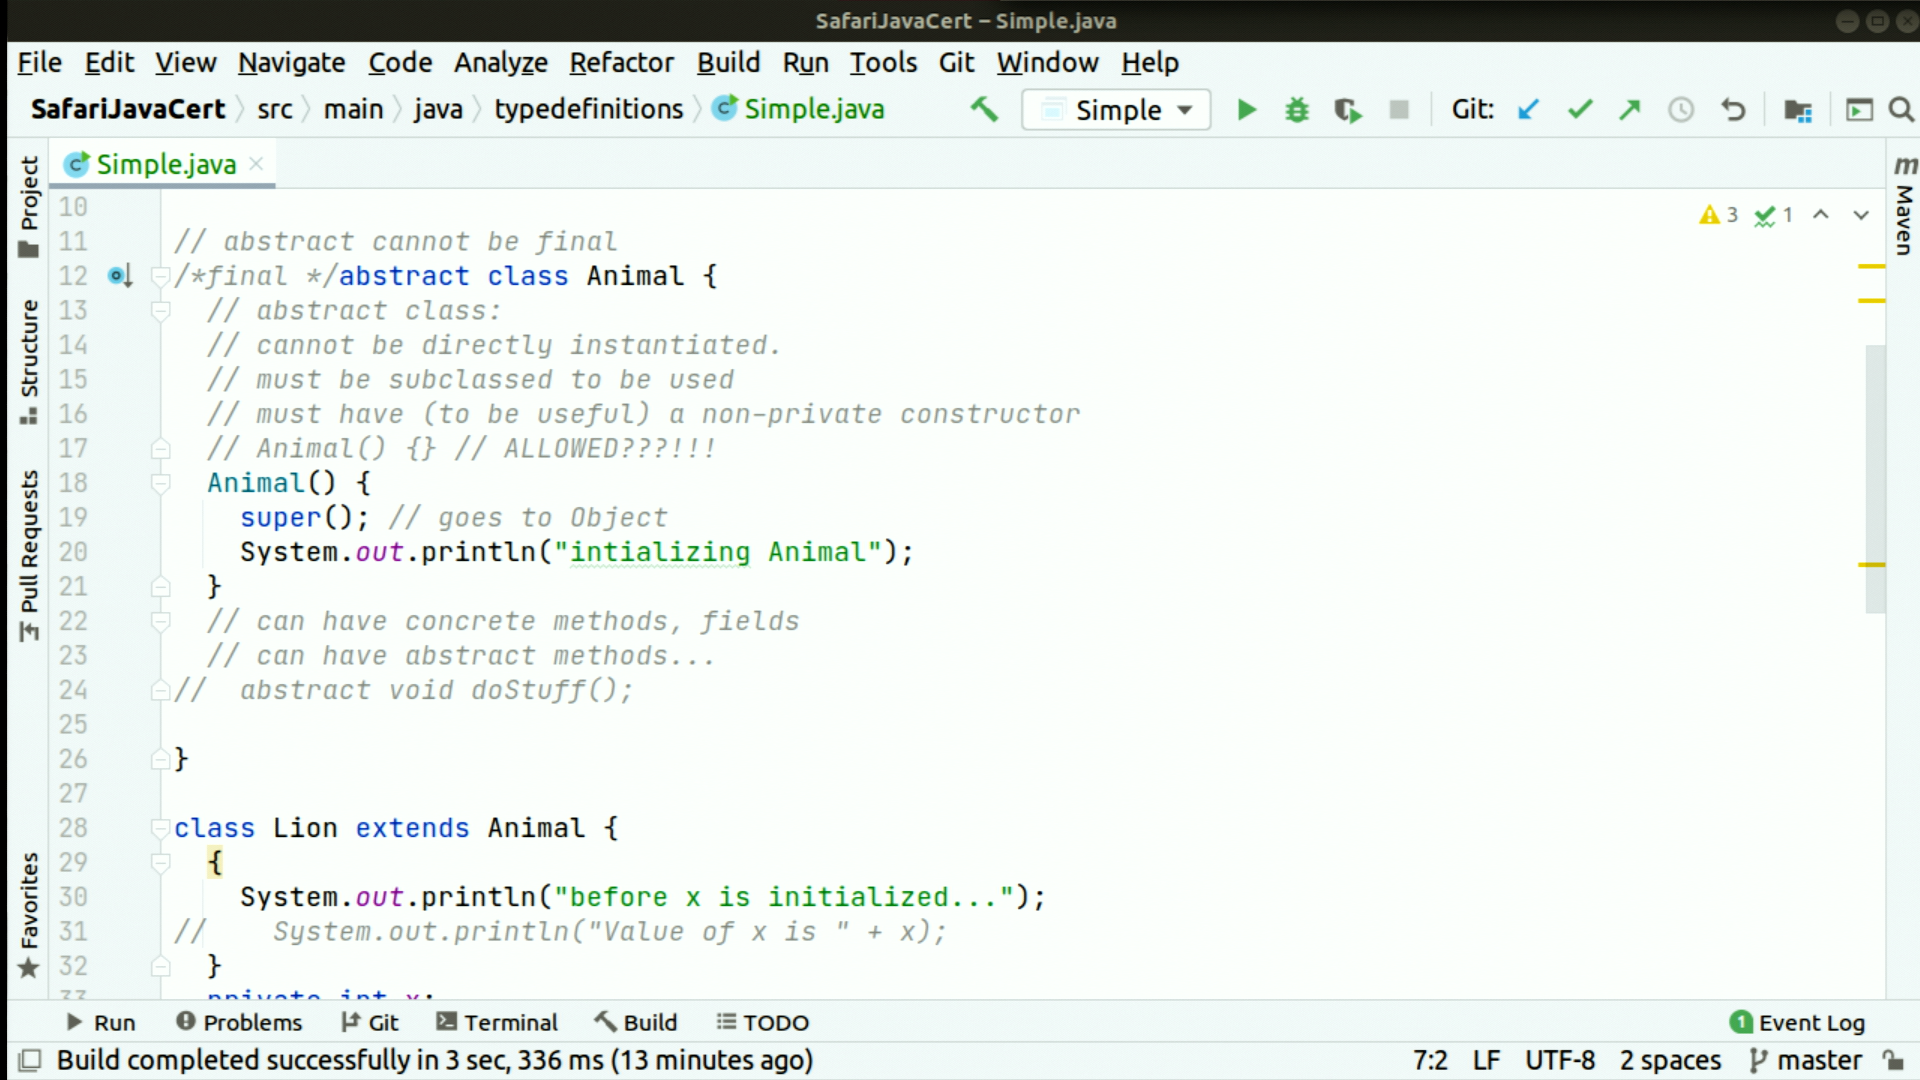 SafariJavaCert – Simple.java
File Edit View Navigate Code Analyze Refactor Build Run Tools Git Window Help
SafariJavaCert src main java typedefinitions Simple.java Simple Git:
Simple.java
Project
Structure
Pull Requests
Favorites
m Maven
3 1
10
11 // abstract cannot be final
12 /*final */abstract class Animal {
13 // abstract class:
14 // cannot be directly instantiated.
15 // must be subclassed to be used
16 // must have (to be useful) a non-private constructor
17 // Animal() {} // ALLOWED???!!!
18 Animal() {
19 super(); // goes to Object
20 System.out.println("intializing Animal");
21 }
22 // can have concrete methods, fields
23 // can have abstract methods...
24 // abstract void doStuff();
25
26 }
27
28 class Lion extends Animal {
29 {
30 System.out.println("before x is initialized...");
31 // System.out.println("Value of x is " + x);
32 }
33 private int x;
Run Problems Git Terminal Build TODO 1 Event Log
Build completed successfully in 3 sec, 336 ms (13 minutes ago) 7:2 LF UTF-8 2 spaces master